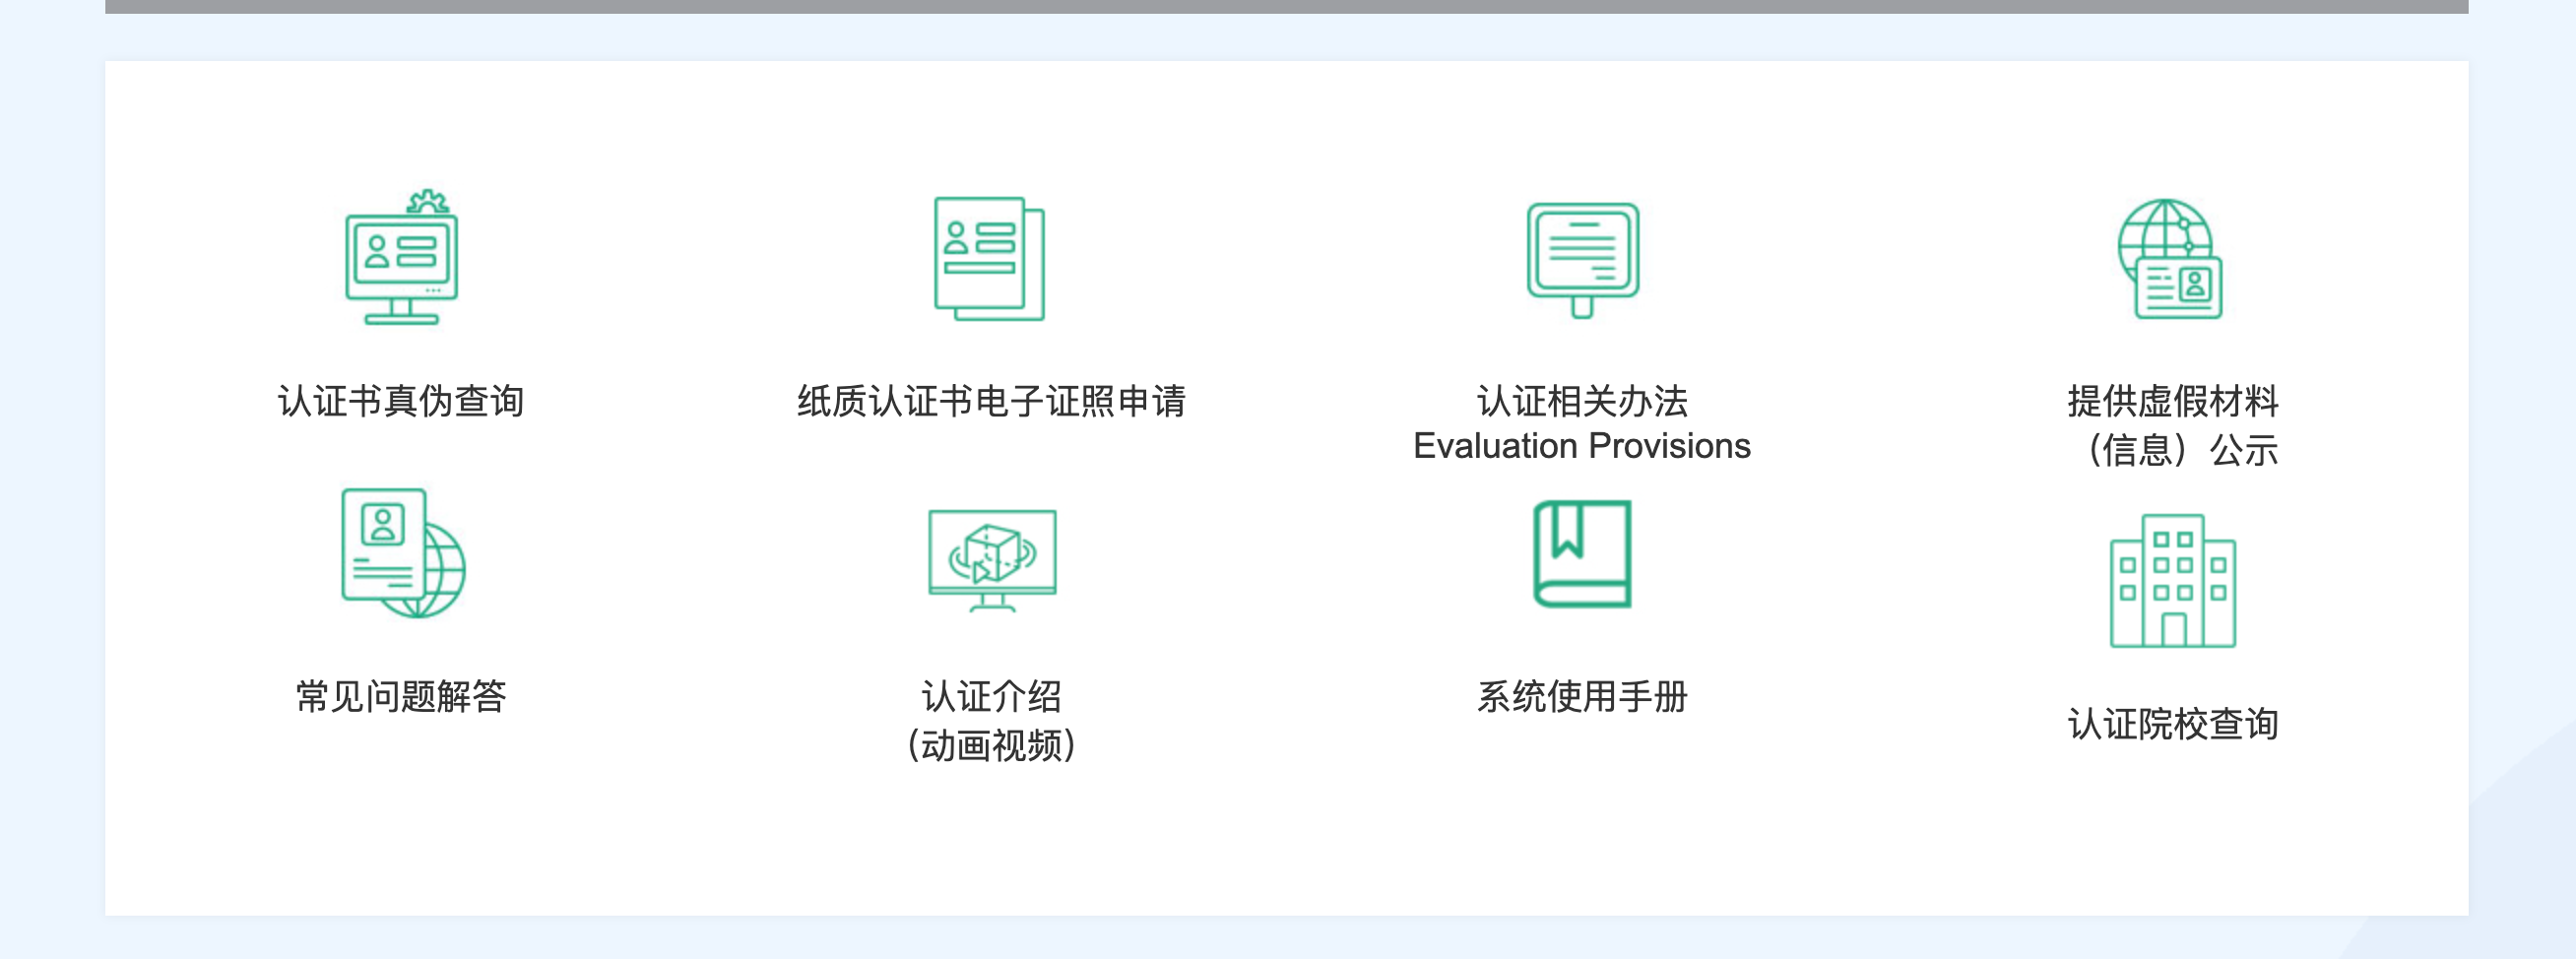 认证书真伪查询
纸质认证书电子证照申请
认证相关办法
Evaluation Provisions
提供虚假材料
（信息）公示
常见问题解答
认证介绍
（动画视频）
系统使用手册
认证院校查询